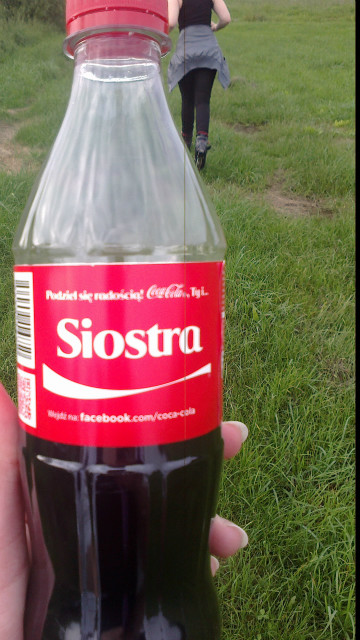 Podziel się radością! Coca-Cola, Ty i...
Siostra
Wejdź na: facebook.com/coca-cola